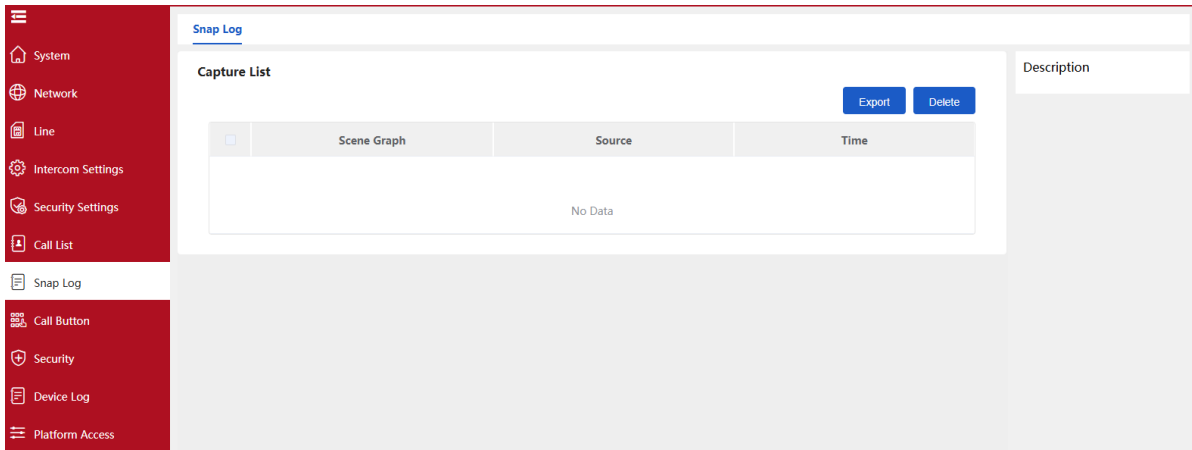 System
Network
Line
Intercom Settings
Security Settings
Call List
Snap Log
Call Button
Security
Device Log
Platform Access
Snap Log
Capture List
Export Delete
Scene Graph Source Time
No Data
Description